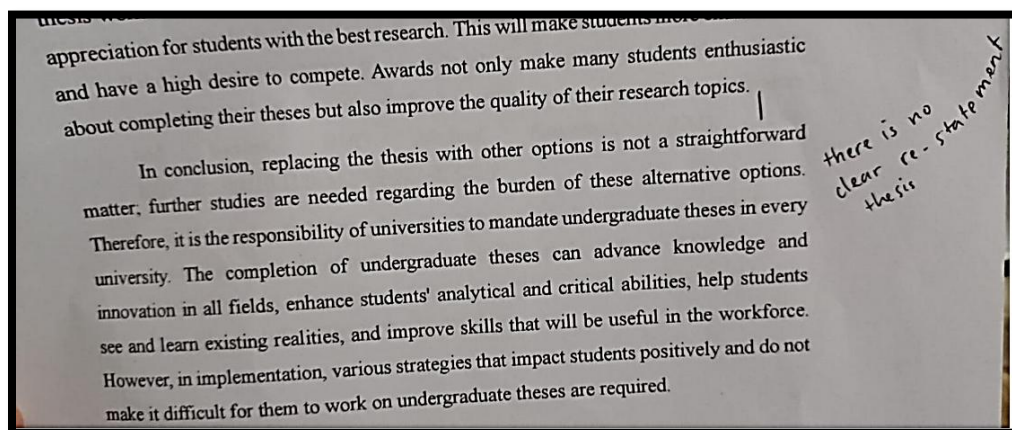 appreciation for students with the best research. This will make students
and have a high desire to compete. Awards not only make many students enthusiastic
about completing their theses but also improve the quality of their research topics.
In conclusion, replacing the thesis with other options is not a straightforward
matter; further studies are needed regarding the burden of these alternative options.
Therefore, it is the responsibility of universities to mandate undergraduate theses in every
university. The completion of undergraduate theses can advance knowledge and
innovation in all fields, enhance students' analytical and critical abilities, help students
see and learn existing realities, and improve skills that will be useful in the workforce.
However, in implementation, various strategies that impact students positively and do not
make it difficult for them to work on undergraduate theses are required.
there is no
clear re-statement
thesis